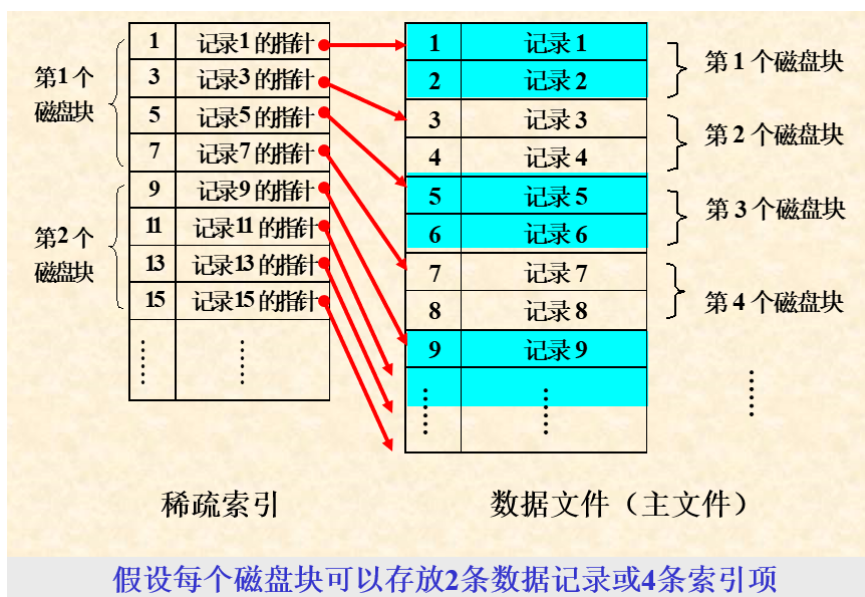 第1个
磁盘块
1 记录1的指针
3 记录3的指针
5 记录5的指针
7 记录7的指针
第2个
磁盘块
9 记录9的指针
11 记录11的指针
13 记录13的指针
15 记录15的指针
…… ……
1 记录1
2 记录2
3 记录3
4 记录4
5 记录5
6 记录6
7 记录7
8 记录8
9 记录9
…… ……
第1个磁盘块
第2个磁盘块
第3个磁盘块
第4个磁盘块
……
稀疏索引
数据文件（主文件）
假设每个磁盘块可以存放2条数据记录或4条索引项